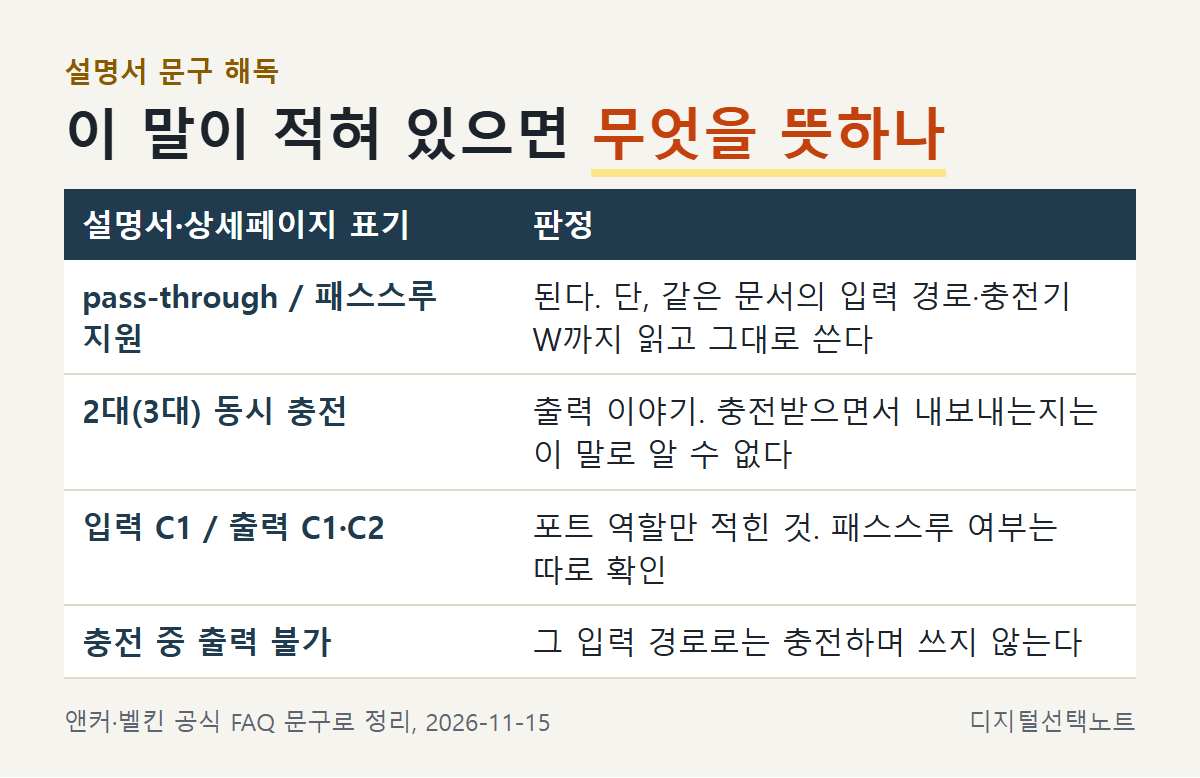 설명서 문구 해독
이 말이 적혀 있으면 무엇을 뜻하나
설명서·상세페이지 표기
판정
pass-through / 패스스루
지원
된다. 단, 같은 문서의 입력 경로·충전기
W까지 읽고 그대로 쓴다
2대(3대) 동시 충전
출력 이야기. 충전받으면서 내보내는지는
이 말로 알 수 없다
입력 C1 / 출력 C1·C2
포트 역할만 적힌 것. 패스스루 여부는
따로 확인
충전 중 출력 불가
그 입력 경로로는 충전하며 쓰지 않는다
앤커·벨킨 공식 FAQ 문구로 정리, 2026-11-15
디지털선택노트